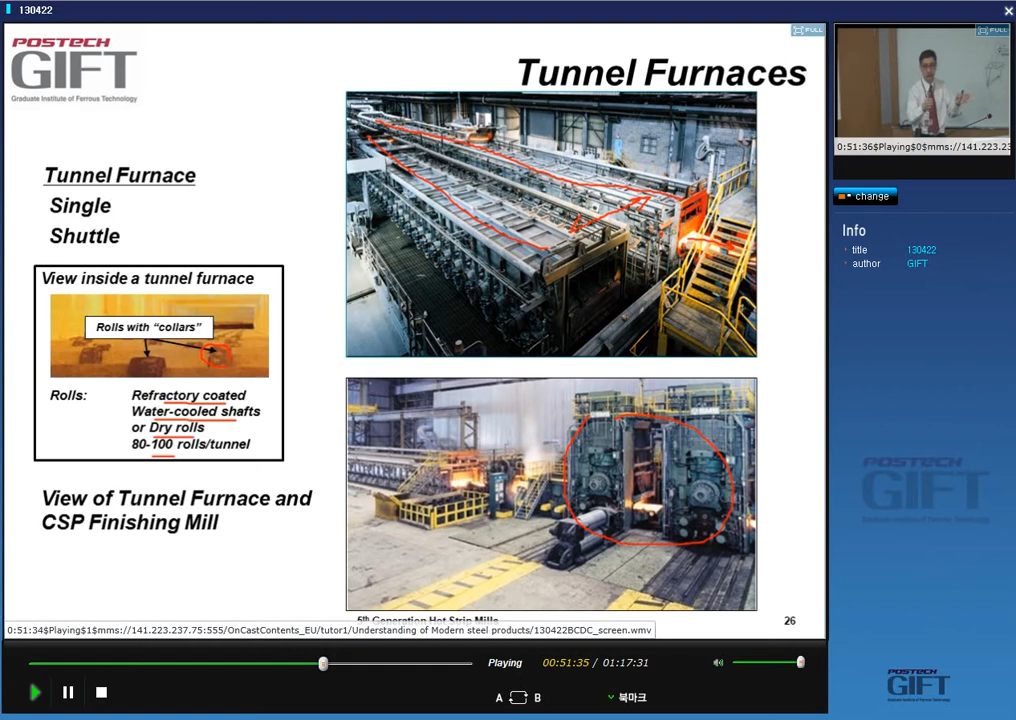 130422
POSTECH
GIFT
Graduate Institute of Ferrous Technology
Tunnel Furnaces
FULL
Tunnel Furnace
Single
Shuttle
View inside a tunnel furnace
Rolls with “collars”
Rolls:
Refractory coated
Water-cooled shafts
or Dry rolls
80-100 rolls/tunnel
View of Tunnel Furnace and
CSP Finishing Mill
5th Generation Hot Strip Mills
26
0:51:34$Playing$1$mms://141.223.237.75:555/OnCastContents_EU/tutor1/Understanding of Modern steel products/130422BCDC_screen.wmv
Playing
00:51:35 / 01:17:31
A B
북마크
FULL
0:51:36$Playing$0$mms://141.223.23
change
Info
title 130422
author GIFT
POSTECH
GIFT
POSTECH
GIFT